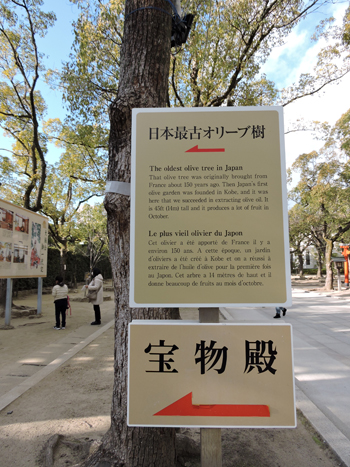 日本最古オリーブ樹
The oldest olive tree in Japan
That olive tree was originally brought from
France about 150 years ago. Then Japan's first
olive garden was founded in Kobe, and it was
here that we succeeded in extracting olive oil. It
is 45ft (14m) tall and it produces a lot of fruit in
October.
Le plus vieil olivier du Japon
Cet olivier a été apporté de France il y a
environ 150 ans. A cette époque, un jardin
d'oliviers a été créé à Kobe et on a réussi à
extraire de l'huile d'olive pour la première fois
au Japon. Cet arbre a 14 mètres de haut et il
donne beaucoup de fruits au mois d'octobre.
宝物殿